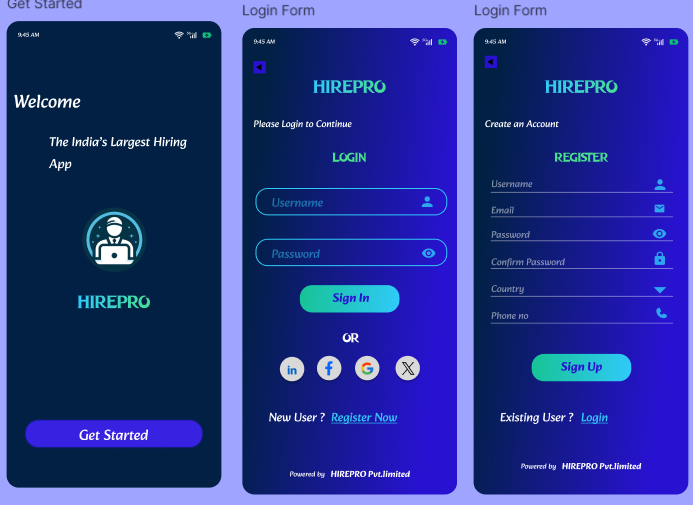 Get Started
9:45 AM
5G
Welcome
The India's Largest Hiring
App
HIREPRO
Get Started
Login Form
9:45 AM
5G
HIREPRO
Please Login to Continue
LOGIN
Username
Password
Sign In
OR
in f G X
New User ? Register Now
Powered by HIREPRO Pvt.limited
Login Form
9:45 AM
5G
HIREPRO
Create an Account
REGISTER
Username
Email
Password
Confirm Password
Country
Phone no
Sign Up
Existing User ? Login
Powered by HIREPRO Pvt.limited